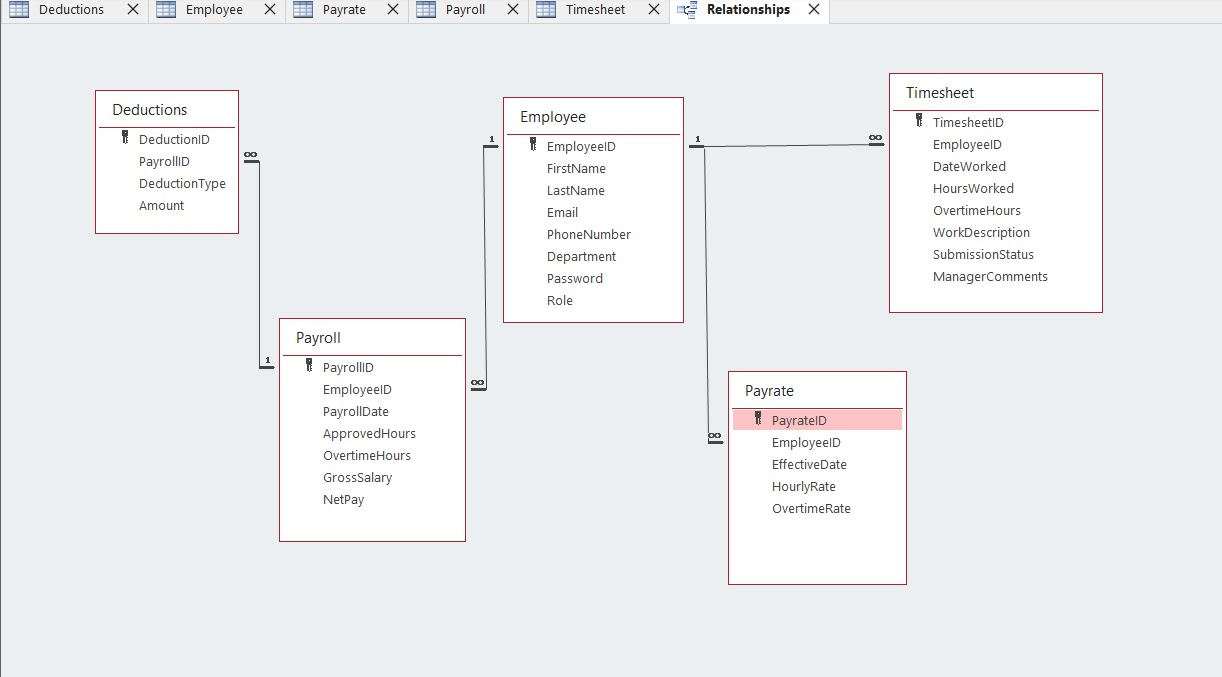 Deductions
Employee
Payrate
Payroll
Timesheet
Relationships
Deductions
DeductionID
PayrollID
DeductionType
Amount
∞
1
Payroll
PayrollID
EmployeeID
PayrollDate
ApprovedHours
OvertimeHours
GrossSalary
NetPay
∞
1
Employee
EmployeeID
FirstName
LastName
Email
PhoneNumber
Department
Password
Role
1
∞
Timesheet
TimesheetID
EmployeeID
DateWorked
HoursWorked
OvertimeHours
WorkDescription
SubmissionStatus
ManagerComments
∞
Payrate
PayrateID
EmployeeID
EffectiveDate
HourlyRate
OvertimeRate